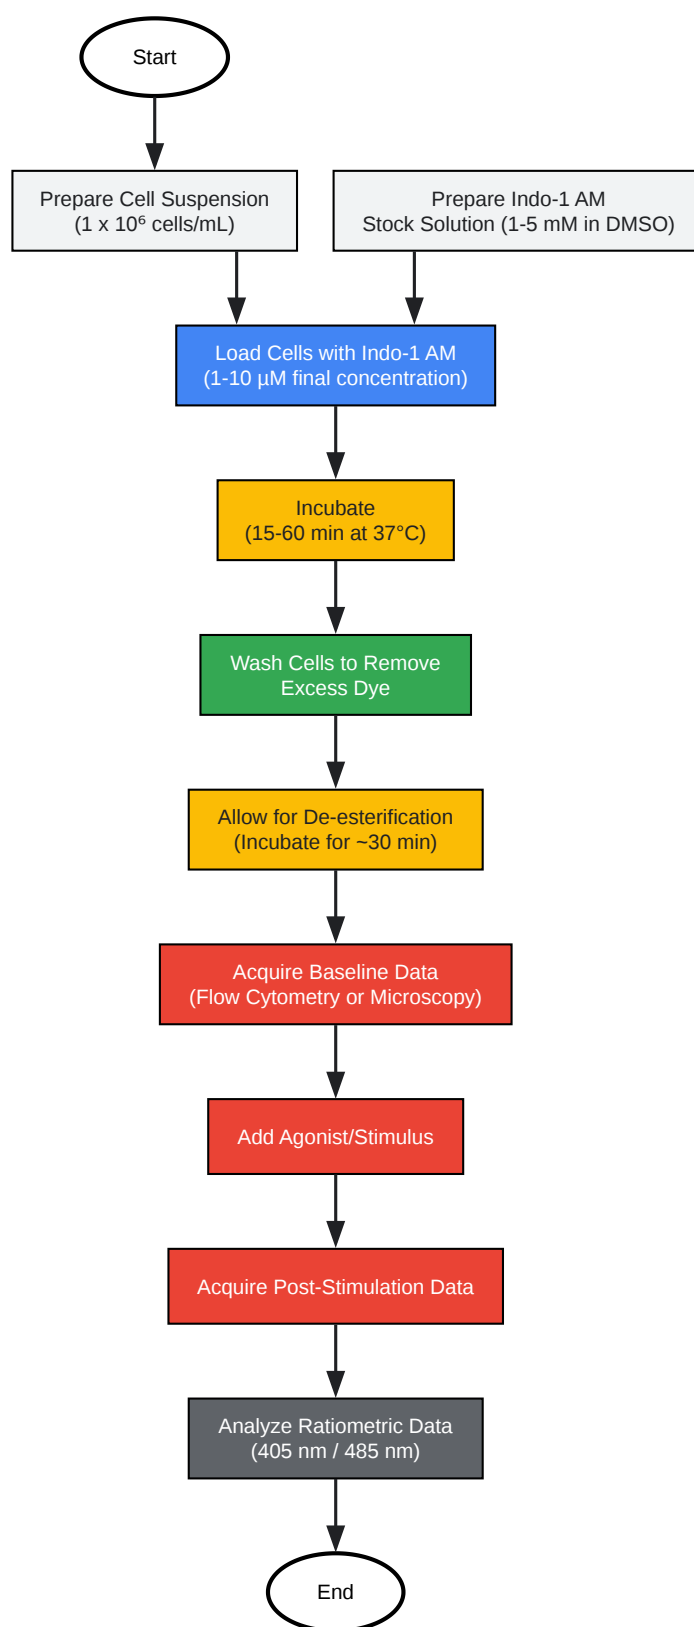 Start
Prepare Cell Suspension
(1 x 10⁶ cells/mL)
Prepare Indo-1 AM
Stock Solution (1-5 mM in DMSO)
Load Cells with Indo-1 AM
(1-10 µM final concentration)
Incubate
(15-60 min at 37°C)
Wash Cells to Remove
Excess Dye
Allow for De-esterification
(Incubate for ~30 min)
Acquire Baseline Data
(Flow Cytometry or Microscopy)
Add Agonist/Stimulus
Acquire Post-Stimulation Data
Analyze Ratiometric Data
(405 nm / 485 nm)
End